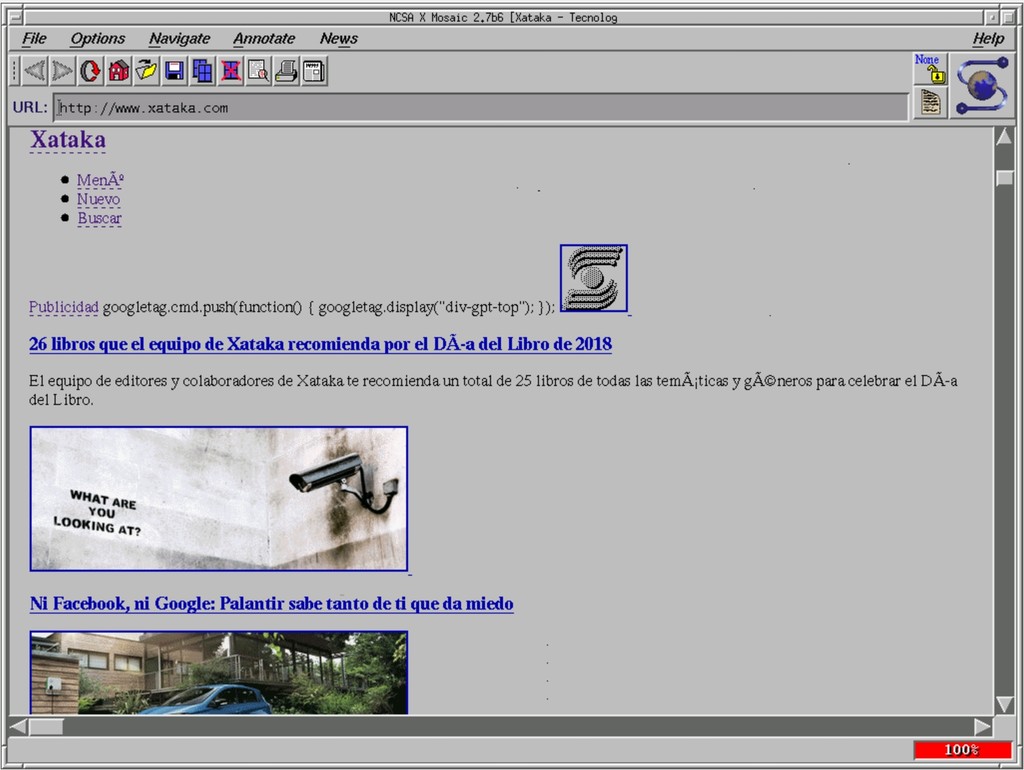 NCSA X Mosaic 2.7b6 [Xataka - Tecnolog
File Options Navigate Annotate News Help
None
URL: http://www.xataka.com
Xataka
MenÃº
Nuevo
Buscar
Publicidad googletag.cmd.push(function() { googletag.display("div-gpt-top"); });
26 libros que el equipo de Xataka recomienda por el DÃ-a del Libro de 2018
El equipo de editores y colaboradores de Xataka te recomienda un total de 25 libros de todas las temÃ¡ticas y gÃ©neros para celebrar el DÃ-a
del Libro.
WHAT ARE
YOU
LOOKING AT?
Ni Facebook, ni Google: Palantir sabe tanto de ti que da miedo
100%